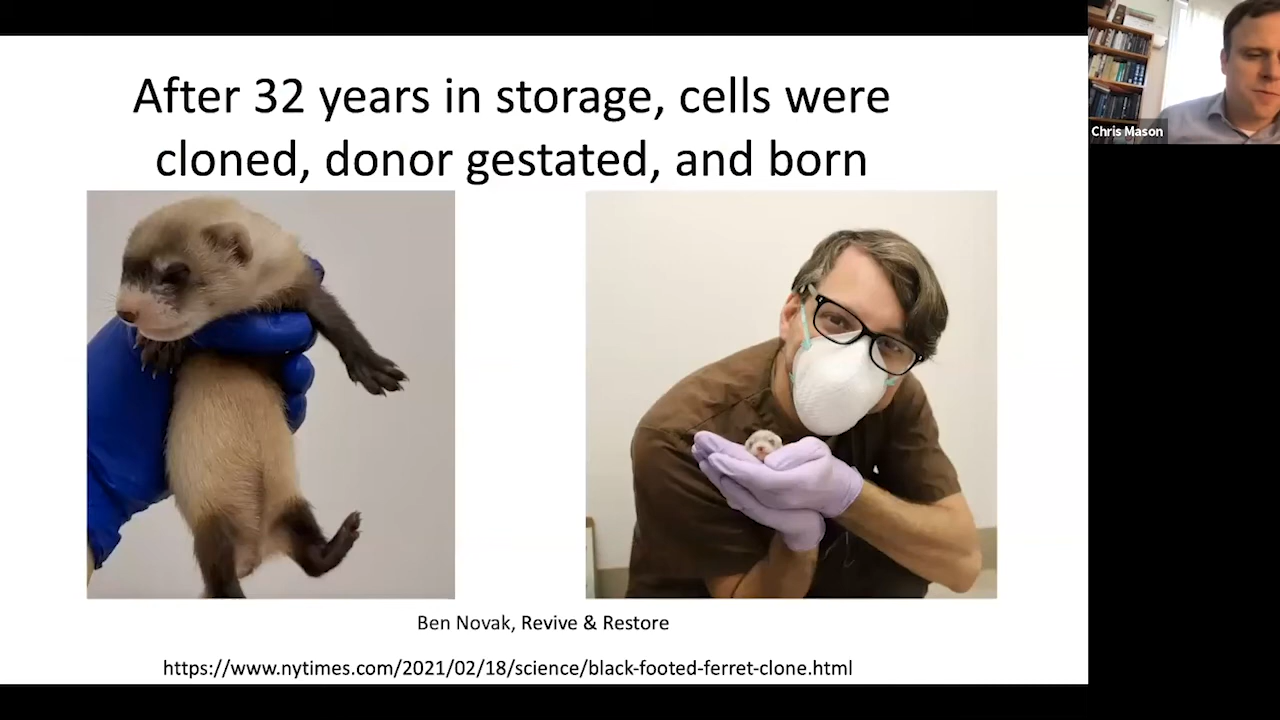 After 32 years in storage, cells were
cloned, donor gestated, and born
Chris Mason
Ben Novak, Revive & Restore
https://www.nytimes.com/2021/02/18/science/black-footed-ferret-clone.html